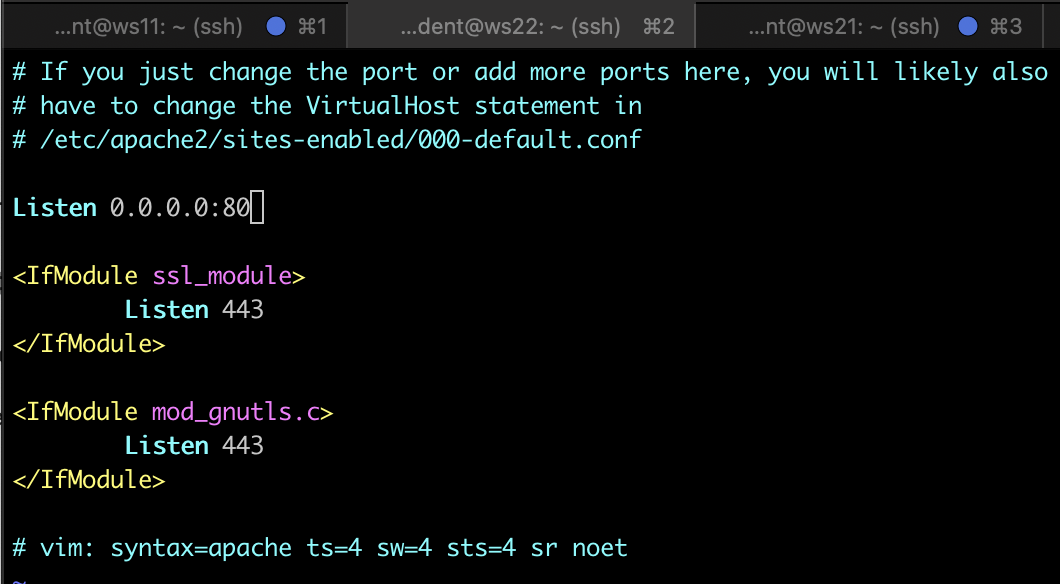 ...nt@ws11: ~ (ssh) ⌘1 ...dent@ws22: ~ (ssh) ⌘2 ...nt@ws21: ~ (ssh) ⌘3
# If you just change the port or add more ports here, you will likely also
# have to change the VirtualHost statement in
# /etc/apache2/sites-enabled/000-default.conf
Listen 0.0.0.0:80
<IfModule ssl_module>
        Listen 443
</IfModule>
<IfModule mod_gnutls.c>
        Listen 443
</IfModule>
# vim: syntax=apache ts=4 sw=4 sts=4 sr noet
~